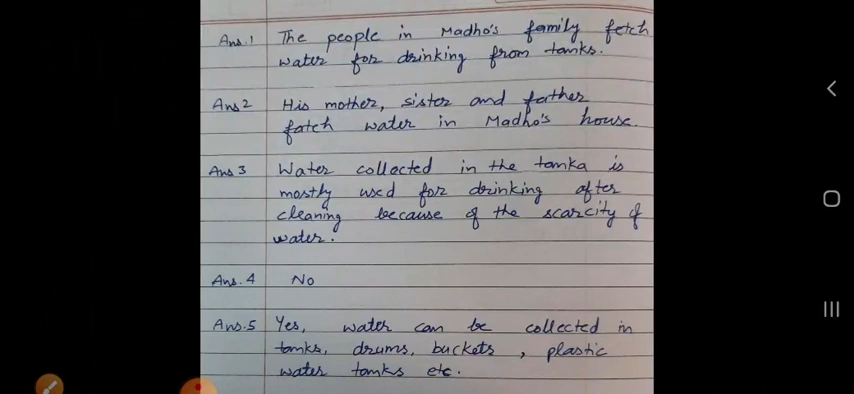 Ans.1 The people in Madho's family fetch
water for drinking from tanks.
Ans 2 His mother, sister and father
fatch water in Madho's house.
Ans 3 Water collected in the tanka is
mostly used for drinking after
cleaning because of the scarcity of
water.
Ans. 4 No
Ans.5 Yes, water can be collected in
tanks, drums, buckets, plastic
water tanks etc.